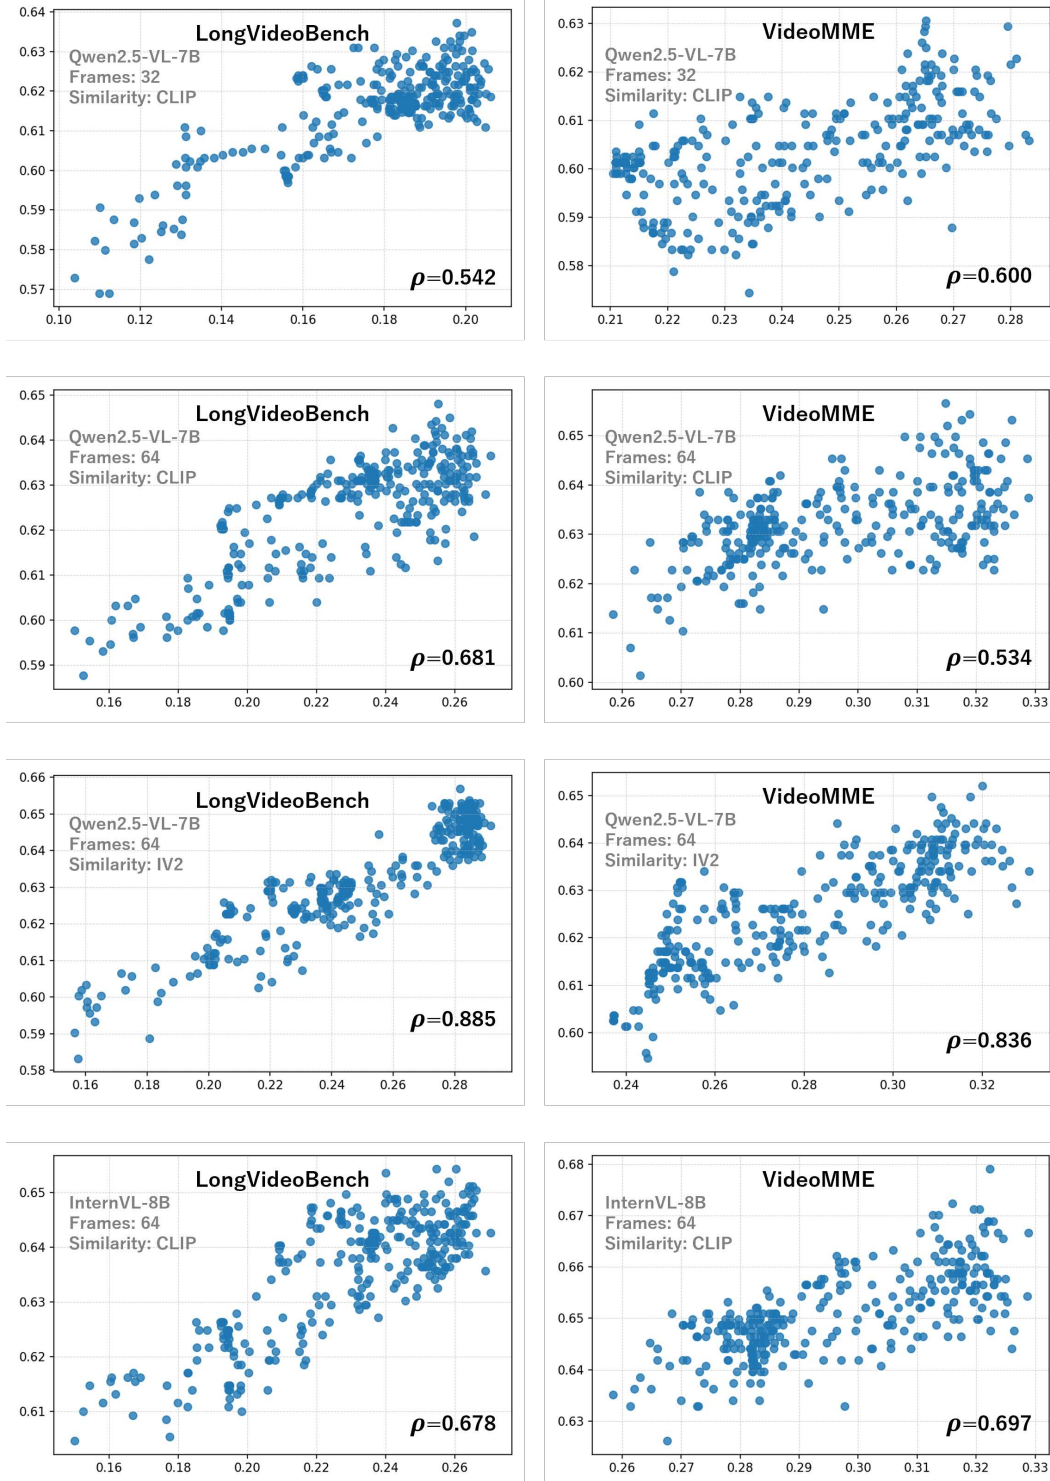 LongVideoBench
Qwen2.5-VL-7B
Frames: 32
Similarity: CLIP
ρ=0.542
0.64
0.63
0.62
0.61
0.60
0.59
0.58
0.57
0.10 0.12 0.14 0.16 0.18 0.20
VideoMME
Qwen2.5-VL-7B
Frames: 32
Similarity: CLIP
ρ=0.600
0.63
0.62
0.61
0.60
0.59
0.58
0.21 0.22 0.23 0.24 0.25 0.26 0.27 0.28
LongVideoBench
Qwen2.5-VL-7B
Frames: 64
Similarity: CLIP
ρ=0.681
0.65
0.64
0.63
0.62
0.61
0.60
0.59
0.16 0.18 0.20 0.22 0.24 0.26
VideoMME
Qwen2.5-VL-7B
Frames: 64
Similarity: CLIP
ρ=0.534
0.65
0.64
0.63
0.62
0.61
0.60
0.26 0.27 0.28 0.29 0.30 0.31 0.32 0.33
LongVideoBench
Qwen2.5-VL-7B
Frames: 64
Similarity: IV2
ρ=0.885
0.66
0.65
0.64
0.63
0.62
0.61
0.60
0.59
0.58
0.16 0.18 0.20 0.22 0.24 0.26 0.28
VideoMME
Qwen2.5-VL-7B
Frames: 64
Similarity: IV2
ρ=0.836
0.65
0.64
0.63
0.62
0.61
0.60
0.24 0.26 0.28 0.30 0.32
LongVideoBench
InternVL-8B
Frames: 64
Similarity: CLIP
ρ=0.678
0.65
0.64
0.63
0.62
0.61
0.16 0.18 0.20 0.22 0.24 0.26
VideoMME
InternVL-8B
Frames: 64
Similarity: CLIP
ρ=0.697
0.68
0.67
0.66
0.65
0.64
0.63
0.26 0.27 0.28 0.29 0.30 0.31 0.32 0.33